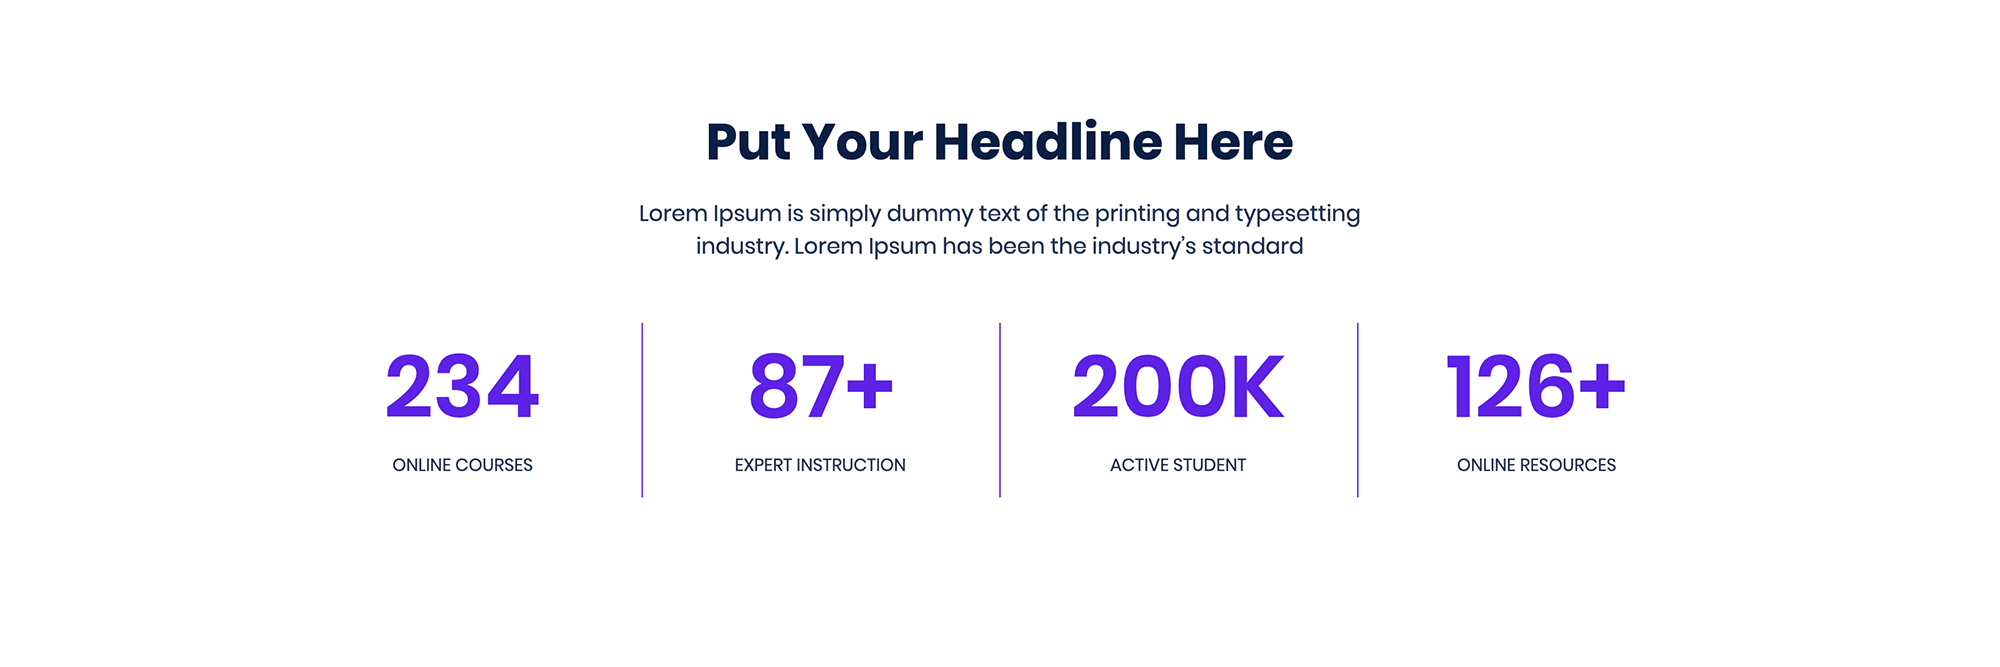 Put Your Headline Here
Lorem Ipsum is simply dummy text of the printing and typesetting
industry. Lorem Ipsum has been the industry’s standard
234
87+
200K
126+
ONLINE COURSES
EXPERT INSTRUCTION
ACTIVE STUDENT
ONLINE RESOURCES